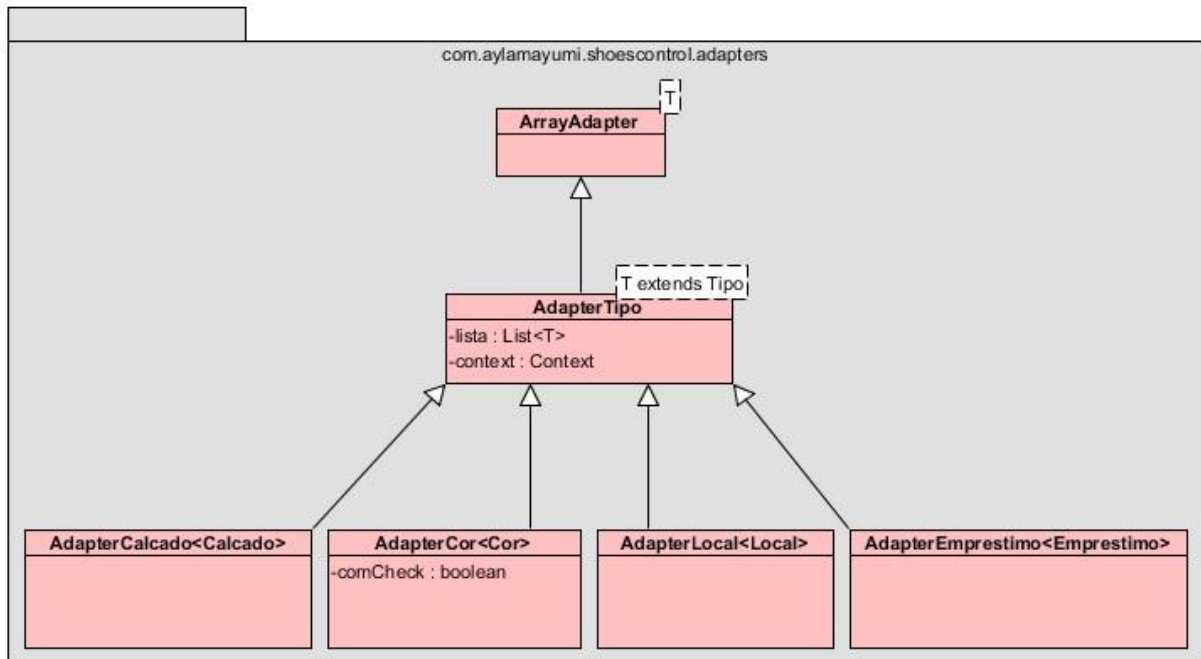 com.aylamayumi.shoescontrol.adapters
T
ArrayAdapter
T extends Tipo
AdapterTipo
-lista : List<T>
-context : Context
AdapterCalcado<Calcado>
AdapterCor<Cor>
-comCheck : boolean
AdapterLocal<Local>
AdapterEmprestimo<Emprestimo>